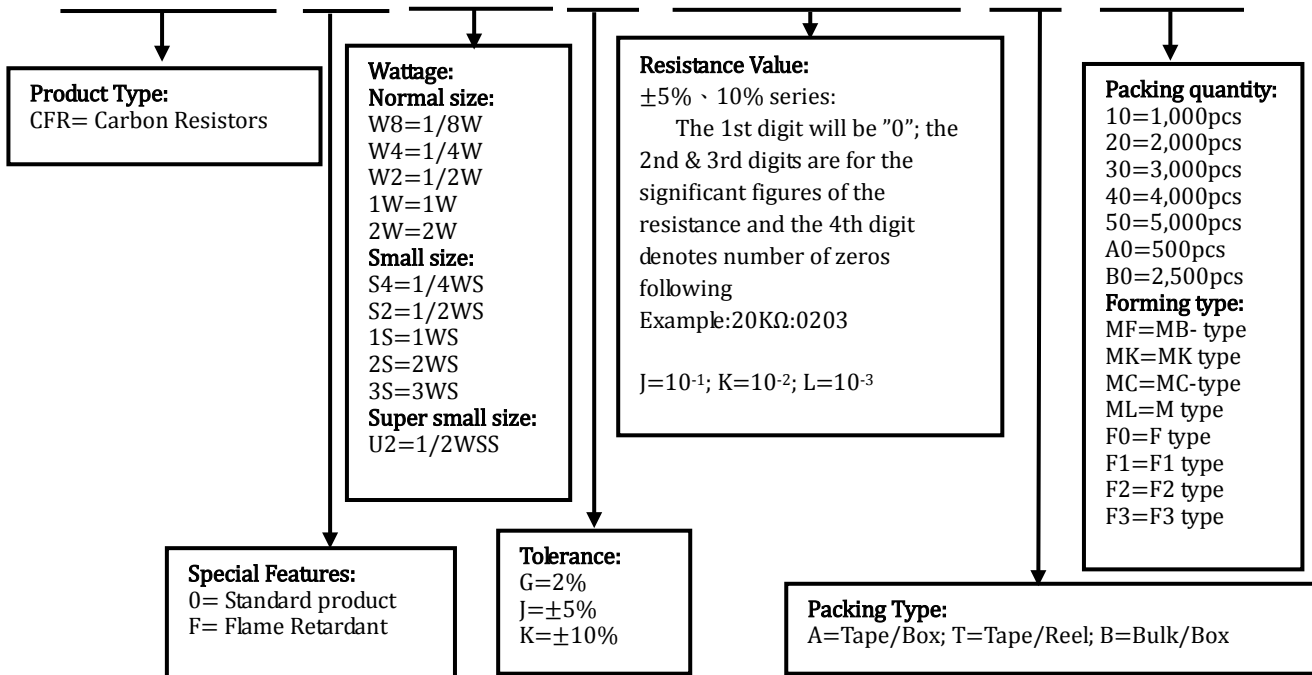 Product Type:
CFR= Carbon Resistors
Wattage:
Normal size:
W8=1/8W
W4=1/4W
W2=1/2W
1W=1W
2W=2W
Small size:
S4=1/4WS
S2=1/2WS
1S=1WS
2S=2WS
3S=3WS
Super small size:
U2=1/2WSS
Resistance Value:
±5%、10% series:
The 1st digit will be ”0”; the
2nd & 3rd digits are for the
significant figures of the
resistance and the 4th digit
denotes number of zeros
following
Example:20KΩ:0203
J=10⁻¹; K=10⁻²; L=10⁻³
Packing quantity:
10=1,000pcs
20=2,000pcs
30=3,000pcs
40=4,000pcs
50=5,000pcs
A0=500pcs
B0=2,500pcs
Forming type:
MF=MB- type
MK=MK type
MC=MC-type
ML=M type
F0=F type
F1=F1 type
F2=F2 type
F3=F3 type
Special Features:
0= Standard product
F= Flame Retardant
Tolerance:
G=2%
J=±5%
K=±10%
Packing Type:
A=Tape/Box; T=Tape/Reel; B=Bulk/Box